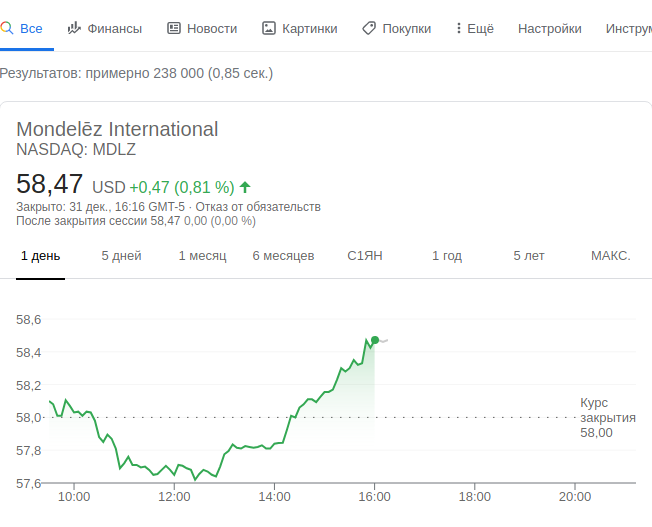 Все Финансы Новости Картинки Покупки Ещё Настройки Инструм
Результатов: примерно 238 000 (0,85 сек.)
Mondelēz International
NASDAQ: MDLZ
58,47 USD +0,47 (0,81 %)
Закрыто: 31 дек., 16:16 GMT-5 · Отказ от обязательств
После закрытия сессии 58,47 0,00 (0,00 %)
1 день 5 дней 1 месяц 6 месяцев С1ЯН 1 год 5 лет МАКС.
58,6
58,4
58,2
58,0
57,8
57,6
Курс
закрытия
58,00
10:00 12:00 14:00 16:00 18:00 20:00